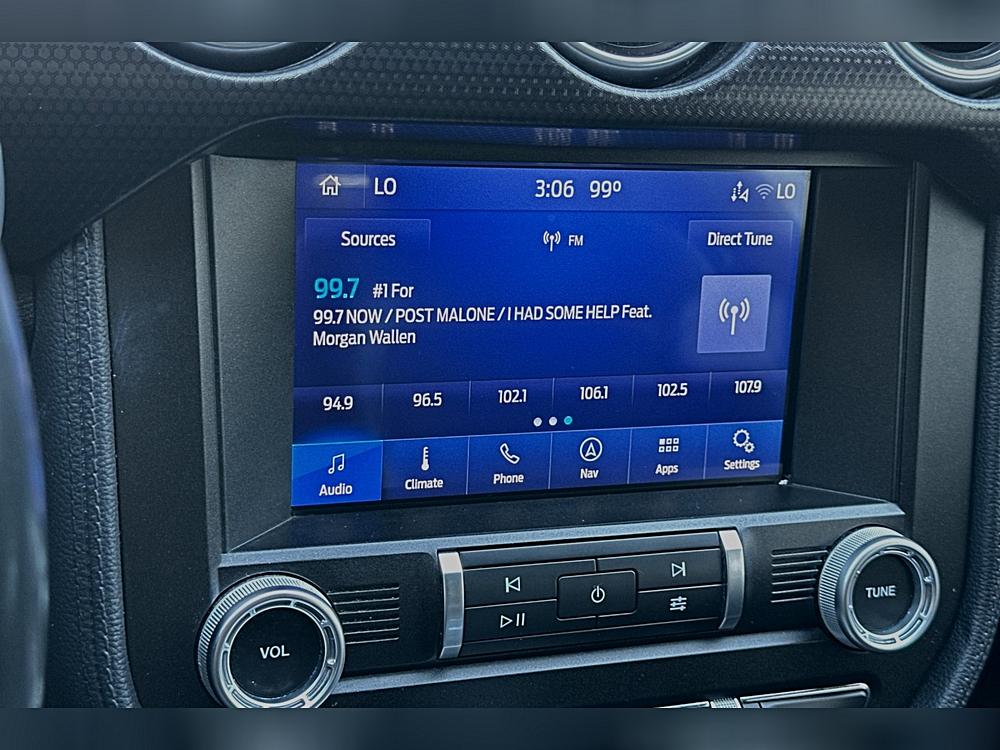 LO 3:06 99° LO
Sources FM Direct Tune
99.7 #1 For
99.7 NOW / POST MALONE / I HAD SOME HELP Feat.
Morgan Wallen
94.9 96.5 102.1 106.1 102.5 107.9
Audio Climate Phone Nav Apps Settings
VOL TUNE